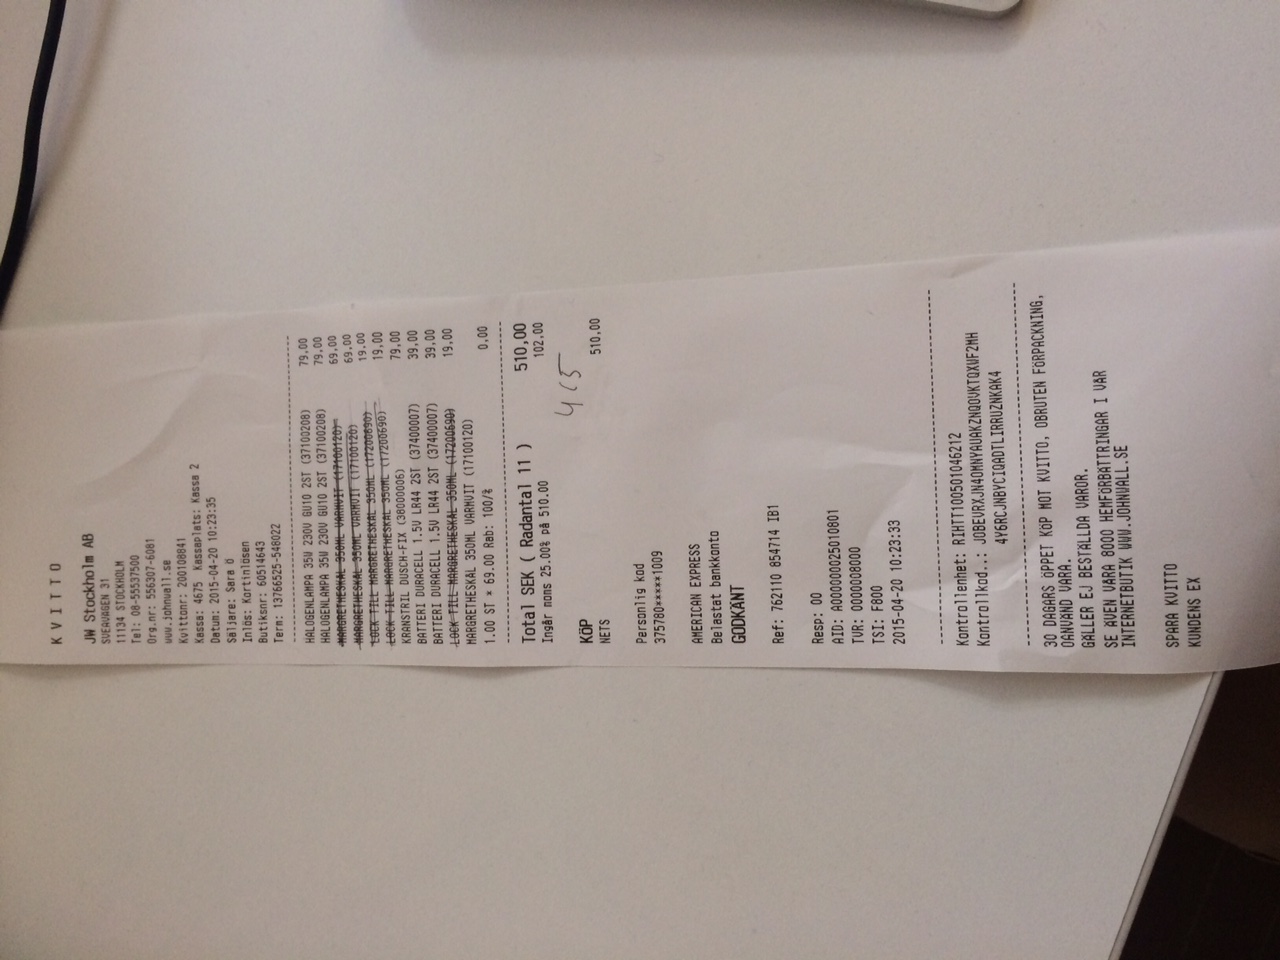 KVITTO
JW Stockholm AB
SVEAVÄGEN 31
11134 STOCKHOLM
Tel: 08-55537500
Org.nr: 556307-6081
www.johnwall.se
Kvittonr: 200108841
Kassa: 4675 Kassaplats: Kassa 2
Datum: 2015-04-20 10:23:35
Säljare: Sara ö
Inlös: Kortinlösen
Butiksnr: 60514643
Term: 13766525-548022
HALOGENLAMPA 35W 230V GU10 2ST (37100208) 79,00
HALOGENLAMPA 35W 230V GU10 2ST (37100208) 79,00
MARGRETHESKÅL 350ML VARMVIT (17100120) 69,00
MARGRETHESKÅL 350ML VARMVIT (17100120) 69,00
LOCK TILL MARGRETHESKÅL 350ML (17200690) 19,00
LOCK TILL MARGRETHESKÅL 350ML (17200690) 19,00
KRANSTRIL DUSCH-FIX (38000006) 79,00
BATTERI DURACELL 1.5V LR44 2ST (37400007) 39,00
BATTERI DURACELL 1.5V LR44 2ST (37400007) 39,00
LOCK TILL MARGRETHESKÅL 350ML (17200690) 19,00
MARGRETHESKÅL 350ML VARMVIT (17100120)
1.00 ST * 69.00 Rab: 100/% 0,00
Total SEK ( Radantal 11 ) 510,00
Ingår moms 25.00% på 510.00 102,00
415
KÖP
NETS 510,00
Personlig kod
375780*****1009
AMERICAN EXPRESS
Belastat bankkonto
GODKÄNT
Ref: 762110 854714 IB1
Resp: 00
AID: A000000025010801
TVR: 0000008000
TSI: F800
2015-04-20 10:23:33
Kontrollenhet: RIHTT100501046212
Kontrollkod..: JOBEVRXJN4OMNYAUAKZNQOVKTQXWF2MH
4Y6RCJNBYCIQADTLIRRUZNKAK4
30 DAGARS ÖPPET KÖP MOT KVITTO, OBRUTEN FÖRPACKNING,
OANVÄND VARA.
GÄLLER EJ BESTÄLLDA VAROR.
SE ÄVEN VÅRA 8000 HEMFÖRBÄTTRINGAR I VÅR
INTERNETBUTIK WWW.JOHNWALL.SE
SPARA KVITTO
KUNDENS EX